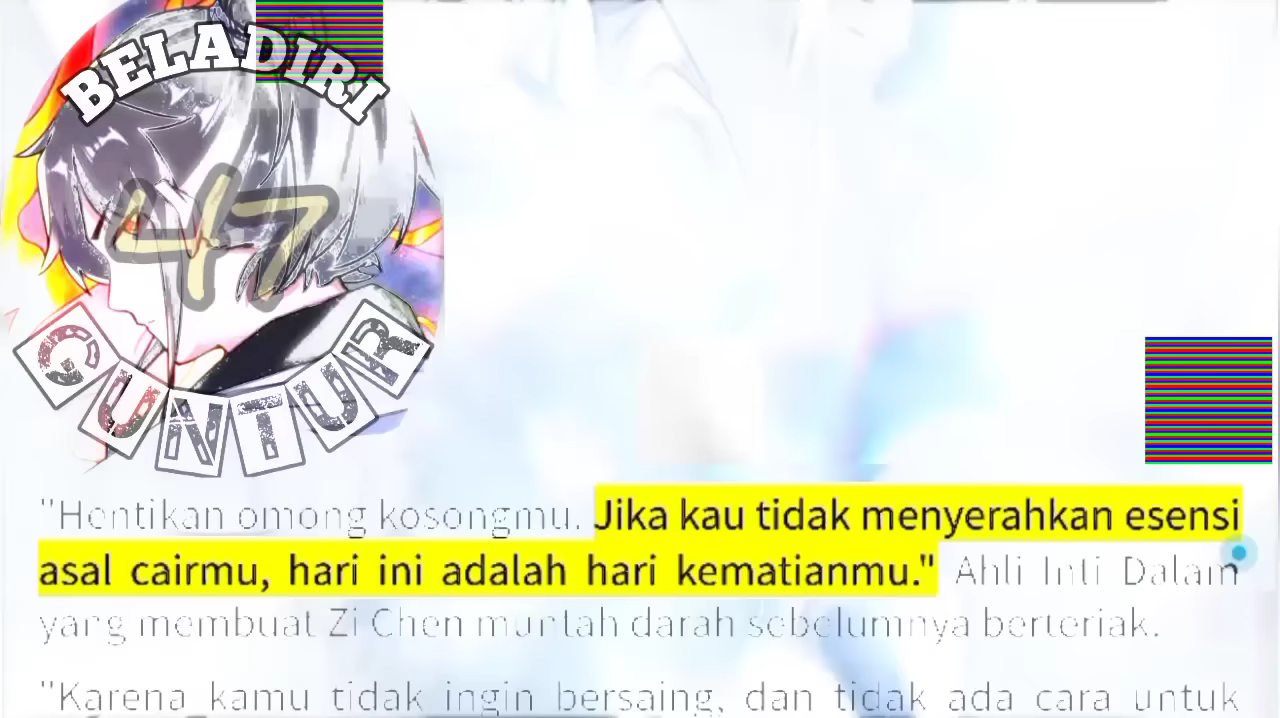 BELADIRI
47
GUNTUR
"Hentikan omong kosongmu. Jika kau tidak menyerahkan esensi
asal cairmu, hari ini adalah hari kematianmu." Ahli Inti Dalam
yang membuat Zi Chen muntah darah sebelumnya berteriak.
"Karena kamu tidak ingin bersaing, dan tidak ada cara untuk